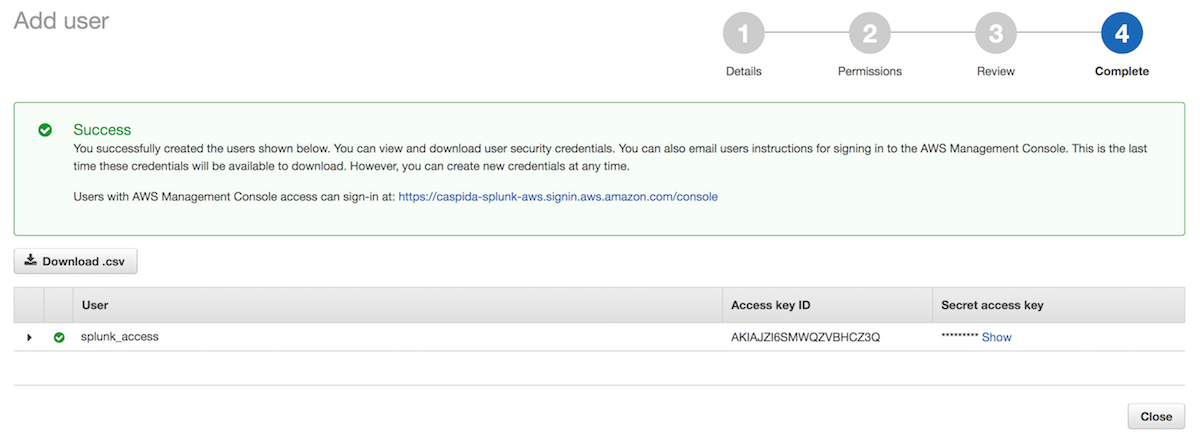 Add user
1 2 3 4
Details Permissions Review Complete
Success
You successfully created the users shown below. You can view and download user security credentials. You can also email users instructions for signing in to the AWS Management Console. This is the last
time these credentials will be available to download. However, you can create new credentials at any time.
Users with AWS Management Console access can sign-in at: https://caspida-splunk-aws.signin.aws.amazon.com/console
Download .csv
User Access key ID Secret access key
splunk_access AKIAJZI6SMWQZVBHCZ3Q ********* Show
Close